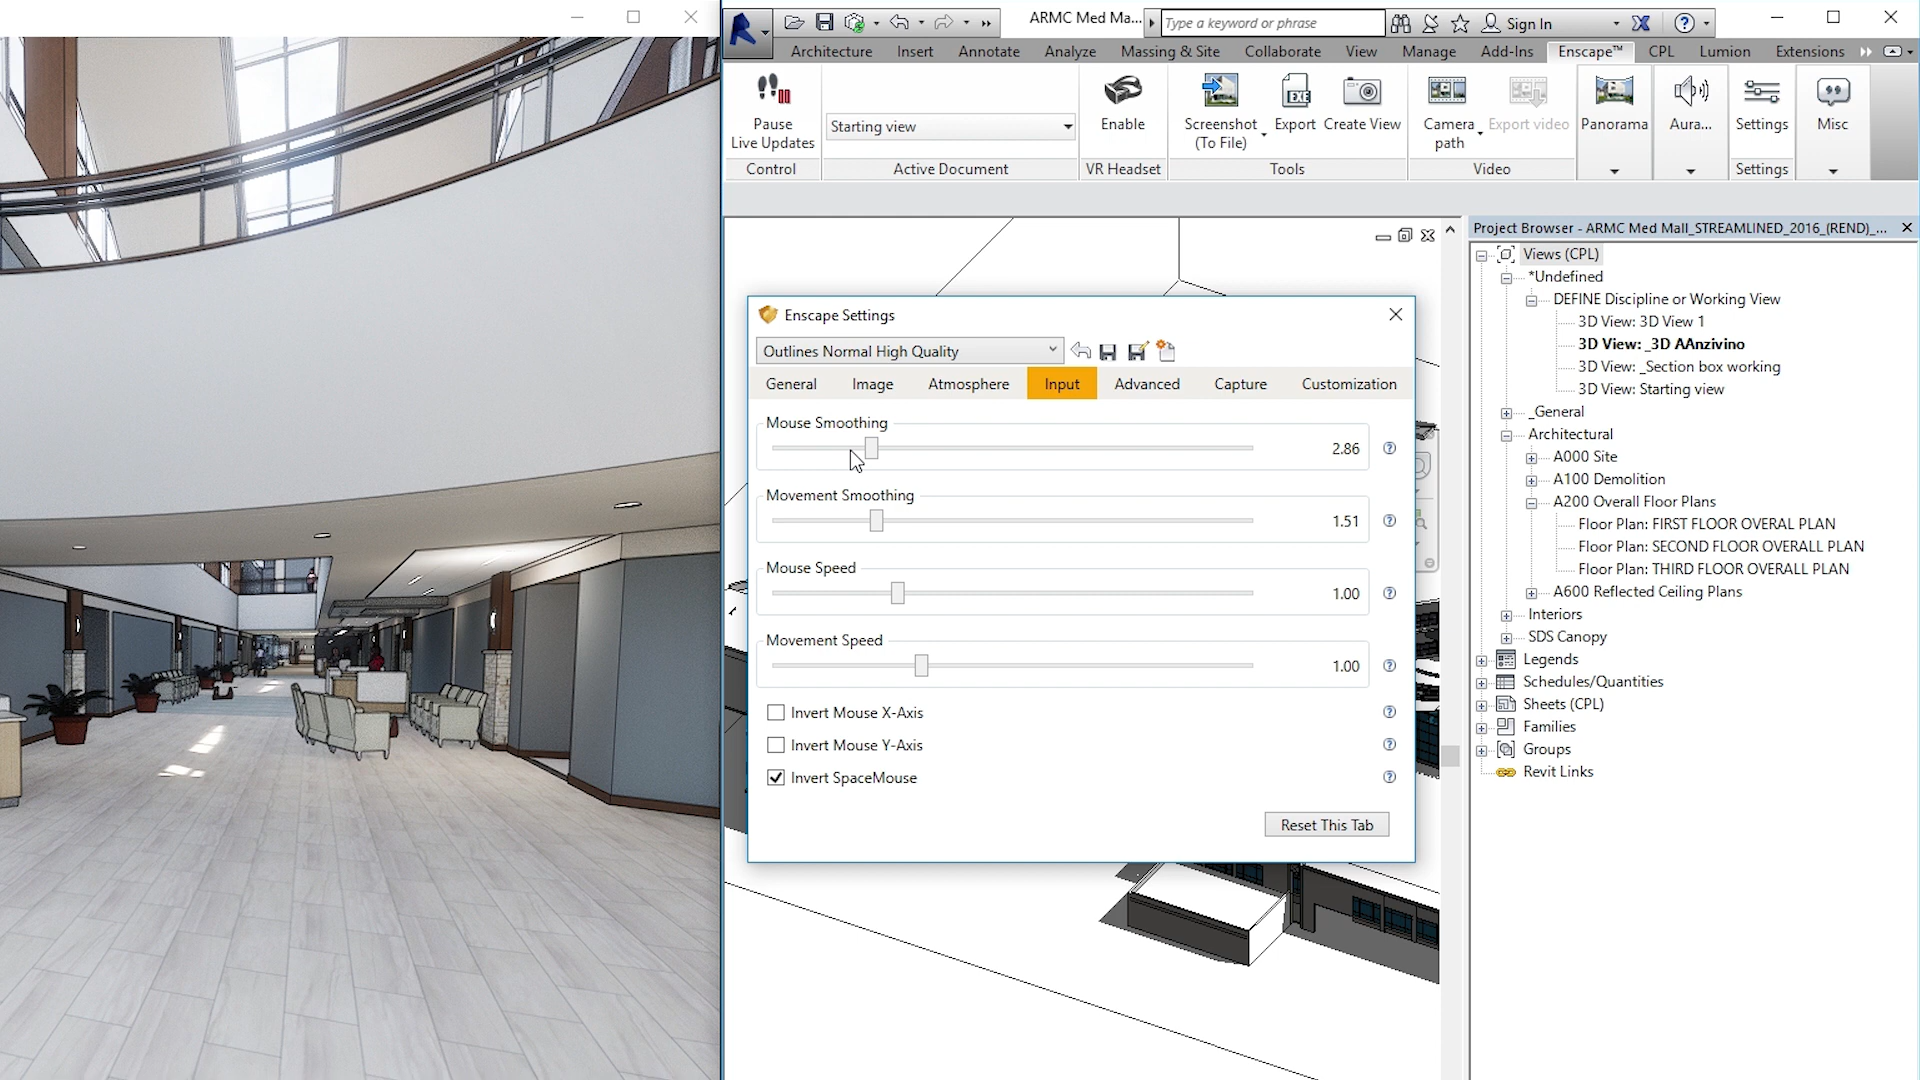 ARMC Med Ma...
Type a keyword or phrase
Sign In
Architecture
Insert
Annotate
Analyze
Massing & Site
Collaborate
View
Manage
Add-Ins
Enscape™
CPL
Lumion
Extensions
Pause
Live Updates
Starting view
Enable
Screenshot
(To File)
Export
EXE
Create View
Camera
path
Export video
Panorama
Aura...
Settings
Misc
Control
Active Document
VR Headset
Tools
Video
Settings
Project Browser - ARMC Med Mall_STREAMLINED_2016_(REND)_...
Views (CPL)
*Undefined
DEFINE Discipline or Working View
3D View: 3D View 1
3D View: _3D AAnzivino
3D View: _Section box working
3D View: Starting view
_General
Architectural
A000 Site
A100 Demolition
A200 Overall Floor Plans
Floor Plan: FIRST FLOOR OVERAL PLAN
Floor Plan: SECOND FLOOR OVERALL PLAN
Floor Plan: THIRD FLOOR OVERALL PLAN
A600 Reflected Ceiling Plans
Interiors
SDS Canopy
Legends
Schedules/Quantities
Sheets (CPL)
Families
Groups
Revit Links
Enscape Settings
Outlines Normal High Quality
General
Image
Atmosphere
Input
Advanced
Capture
Customization
Mouse Smoothing
2.86
Movement Smoothing
1.51
Mouse Speed
1.00
Movement Speed
1.00
Invert Mouse X-Axis
Invert Mouse Y-Axis
Invert SpaceMouse
Reset This Tab